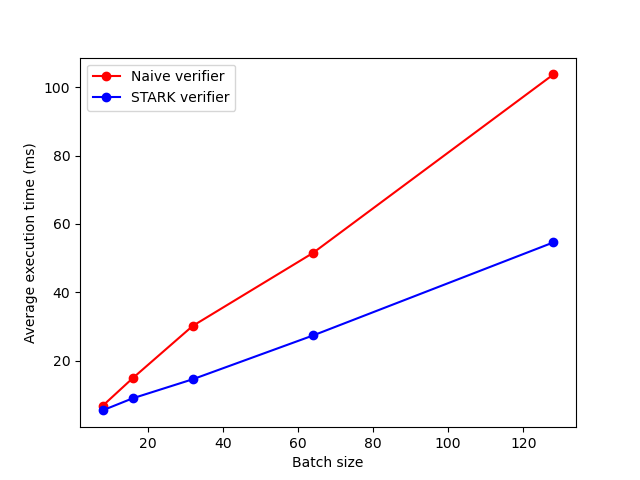 Naive verifier
STARK verifier
Average execution time (ms)
100
80
60
40
20
20 40 60 80 100 120
Batch size